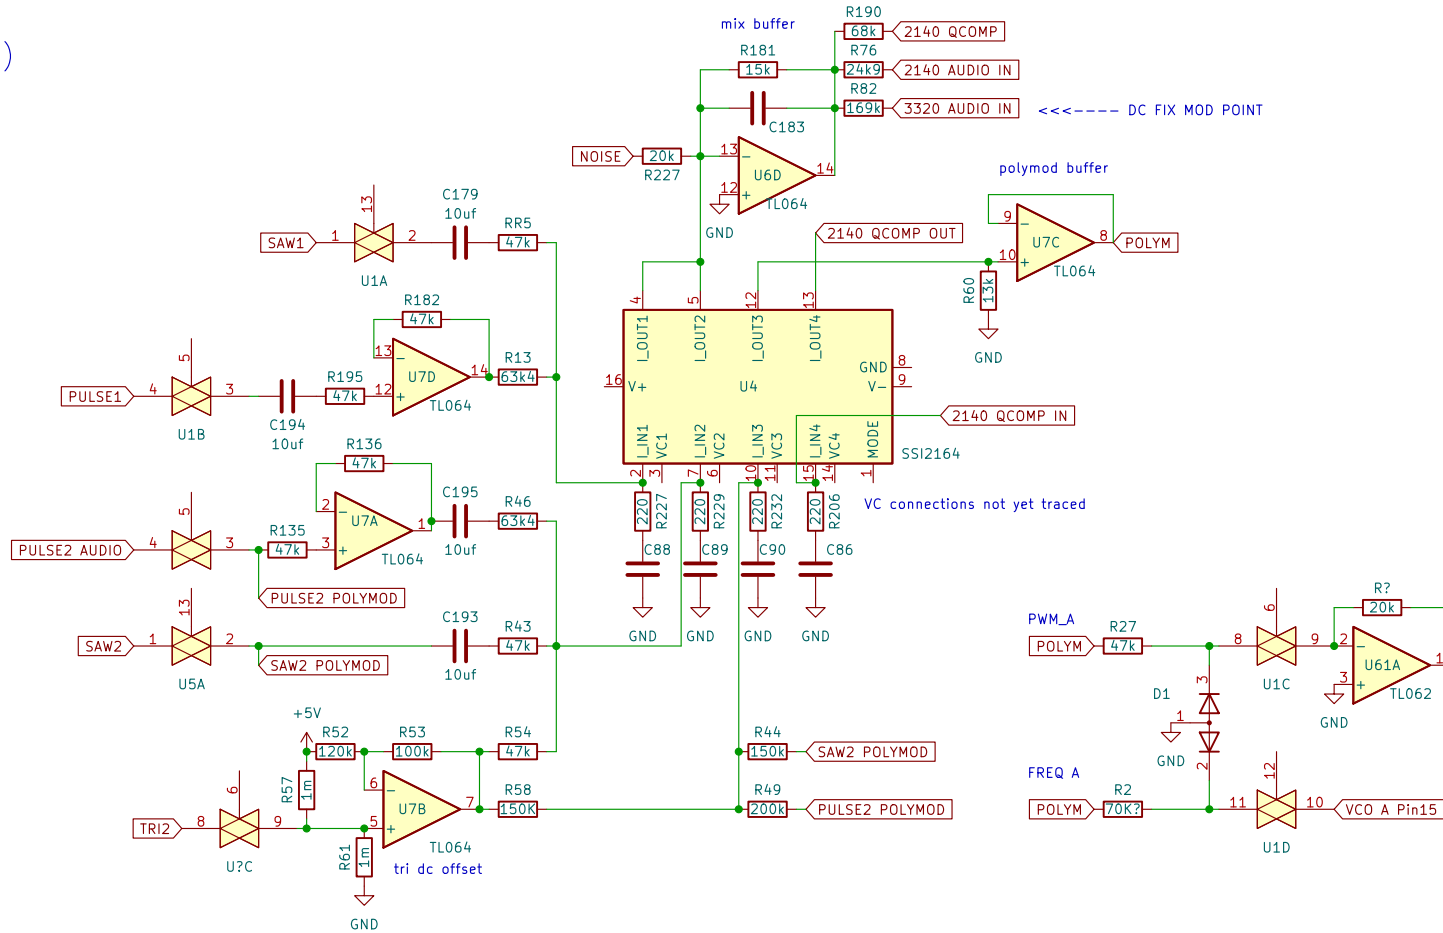 )
mix buffer
R190
68k
2140 QCOMP
R181
15k
R76
24k9
2140 AUDIO IN
R82
169k
3320 AUDIO IN
<<<---- DC FIX MOD POINT
C183
NOISE
20k
R227
13
12
14
U6D
TL064
GND
polymod buffer
9
10
8
U7C
TL064
POLYM
R60
13k
GND
2140 QCOMP OUT
SAW1
1
13
2
U1A
C179
10uf
RR5
47k
R182
47k
13
12
14
U7D
TL064
R13
63k4
PULSE1
4
5
3
U1B
C194
10uf
R195
47k
4
5
12
13
I_OUT1
I_OUT2
I_OUT3
I_OUT4
16
V+
U4
GND
8
V-
9
I_IN1
VC1
I_IN2
VC2
I_IN3
VC3
I_IN4
VC4
MODE
2
3
7
6
10
11
15
14
1
SSI2164
2140 QCOMP IN
VC connections not yet traced
220
R227
220
R229
220
R232
220
R206
C88
C89
C90
C86
GND
GND
GND
GND
R136
47k
2
3
1
U7A
TL064
C195
10uf
R46
63k4
PULSE2 AUDIO
4
5
3
R135
47k
PULSE2 POLYMOD
SAW2
1
13
2
U5A
SAW2 POLYMOD
C193
10uf
R43
47k
+5V
R52
120k
R53
100k
R54
47k
R57
1m
6
5
7
U7B
TL064
R58
150K
TRI2
8
6
9
U?C
R61
1m
GND
tri dc offset
R44
150k
SAW2 POLYMOD
R49
200k
PULSE2 POLYMOD
PWM_A
POLYM
R27
47k
8
6
9
U1C
R?
20k
2
3
1
U61A
TL062
GND
D1
3
1
2
GND
FREQ A
POLYM
R2
70K?
11
12
10
U1D
VCO A Pin15